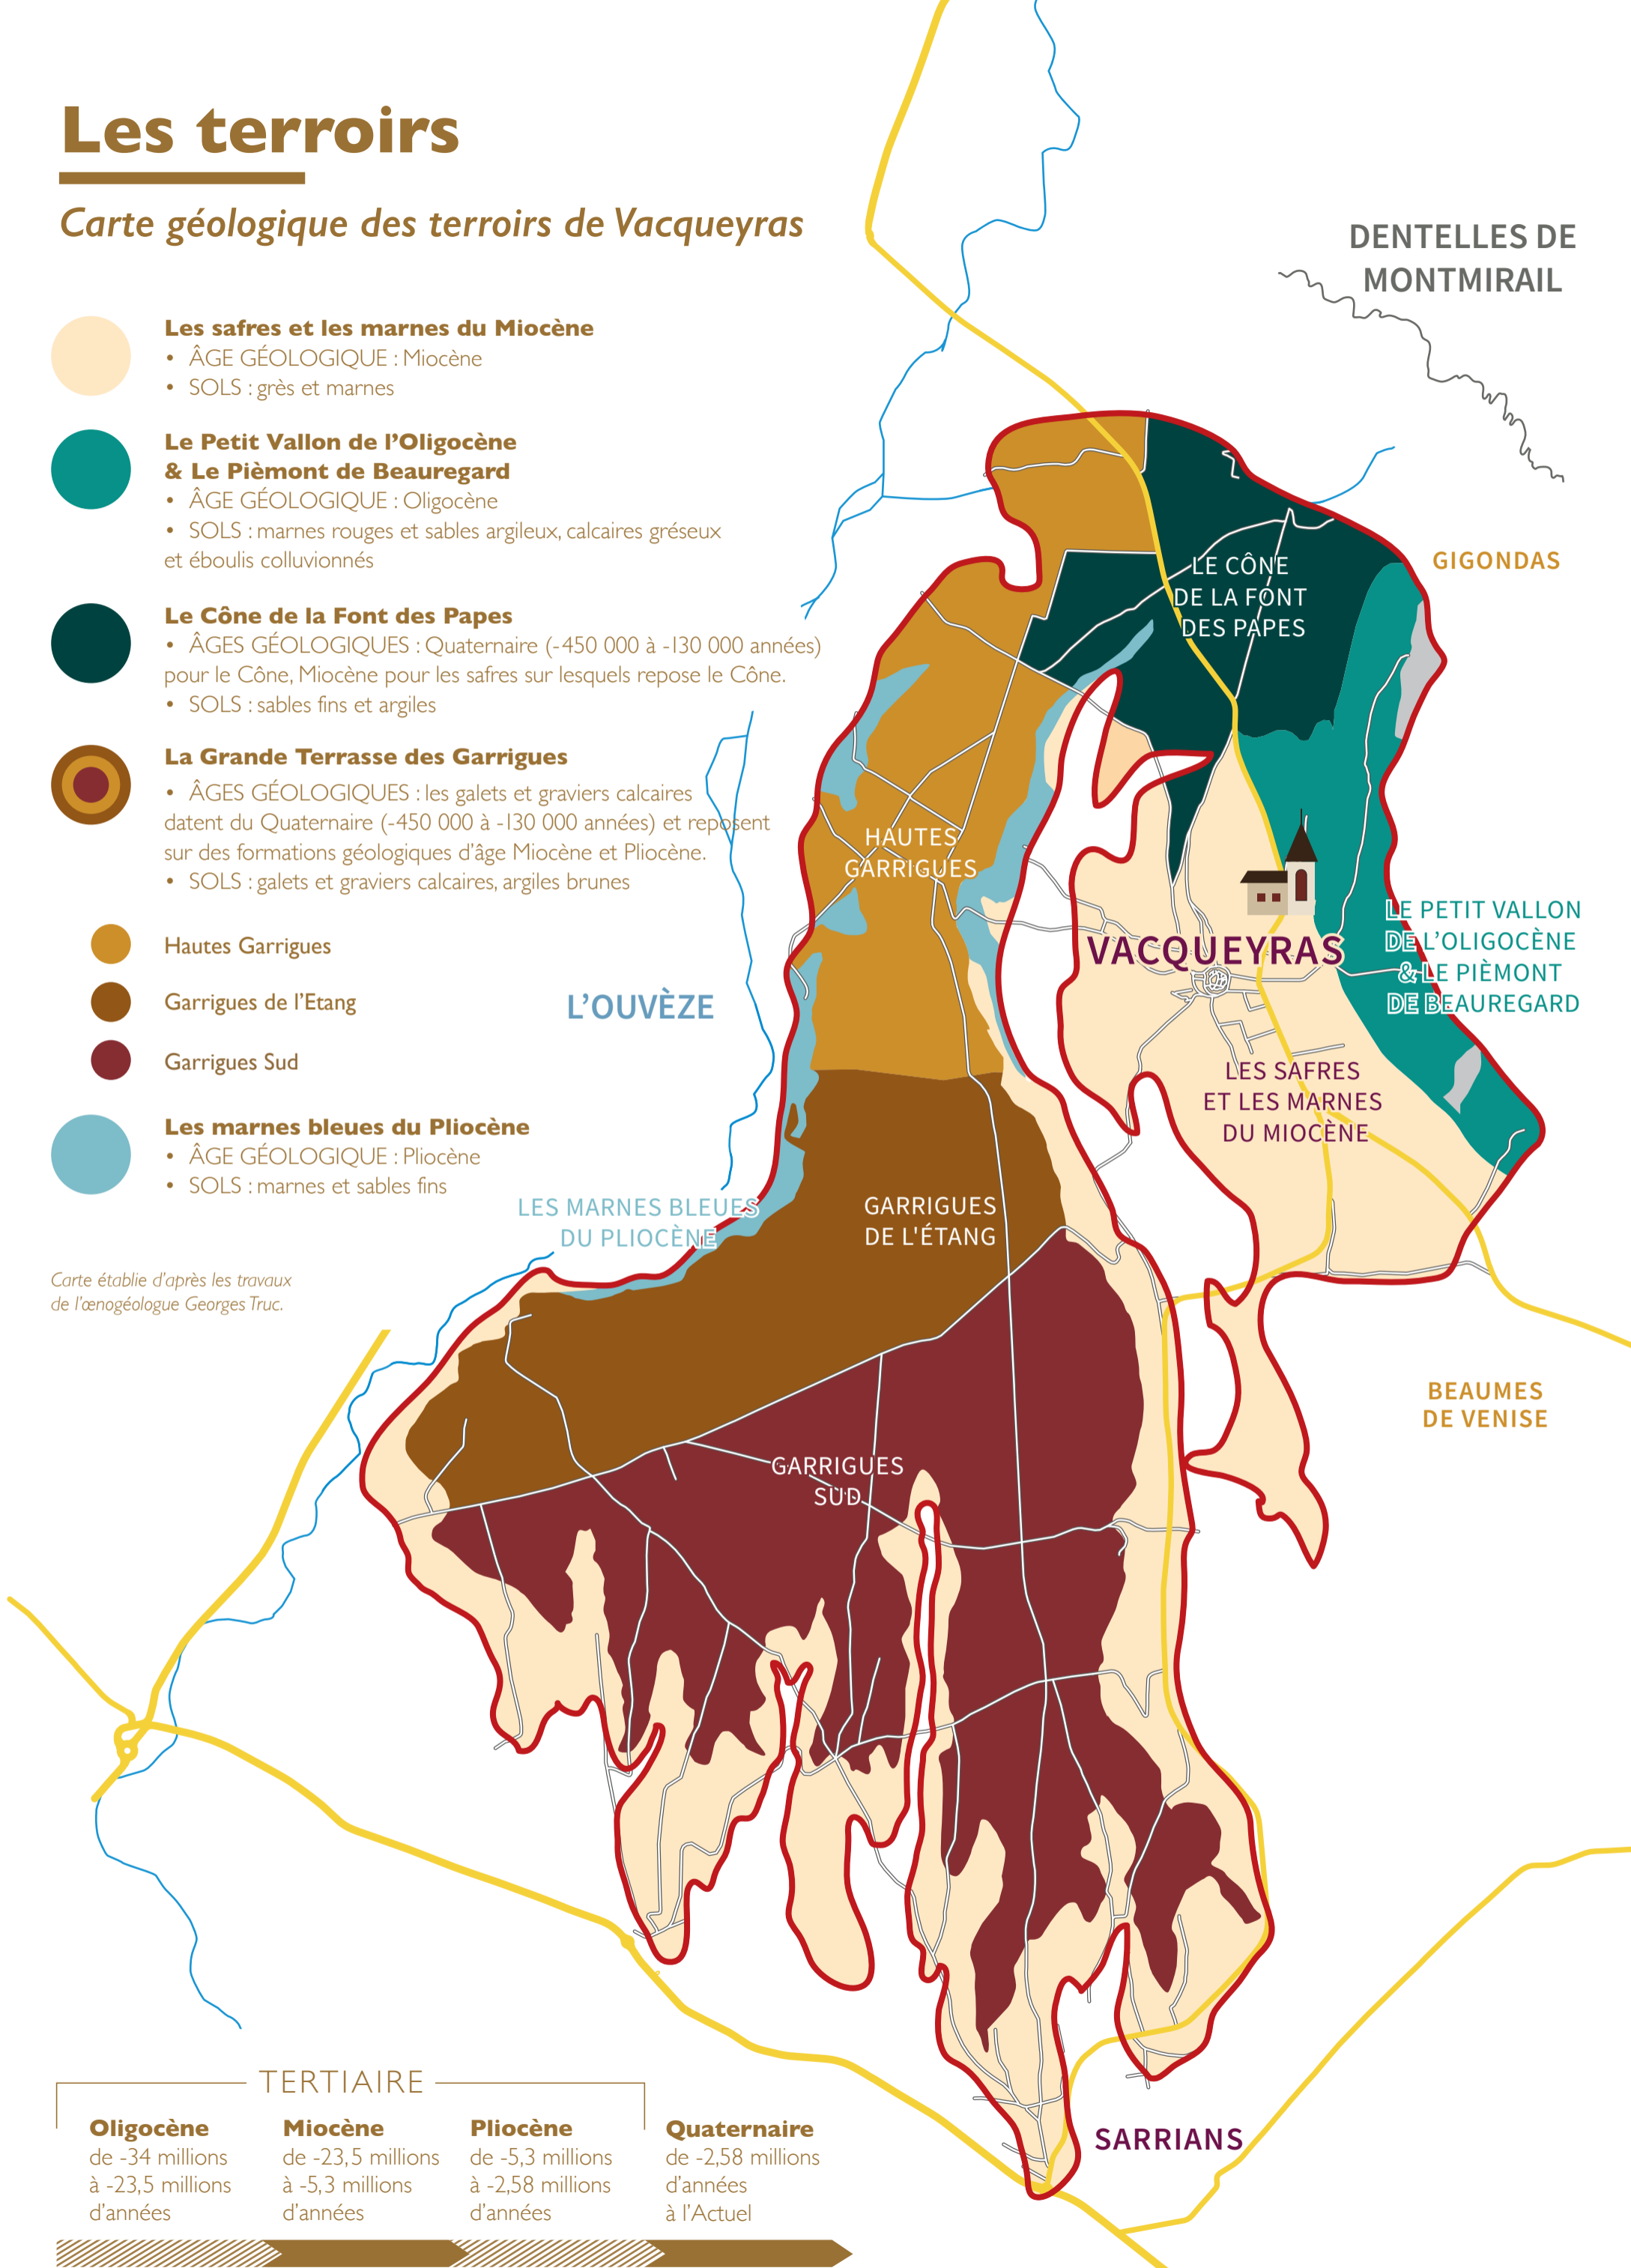 Les terroirs
Carte géologique des terroirs de Vacqueyras
Les safres et les marnes du Miocène
• ÂGE GÉOLOGIQUE : Miocène
• SOLS : grès et marnes
Le Petit Vallon de l'Oligocène
& Le Pièmont de Beauregard
• ÂGE GÉOLOGIQUE : Oligocène
• SOLS : marnes rouges et sables argileux, calcaires gréseux
et éboulis colluvionnés
Le Cône de la Font des Papes
• ÂGES GÉOLOGIQUES : Quaternaire (-450 000 à -130 000 années)
pour le Cône, Miocène pour les safres sur lesquels repose le Cône.
• SOLS : sables fins et argiles
La Grande Terrasse des Garrigues
• ÂGES GÉOLOGIQUES : les galets et graviers calcaires
datent du Quaternaire (-450 000 à -130 000 années) et reposent
sur des formations géologiques d'âge Miocène et Pliocène.
• SOLS : galets et graviers calcaires, argiles brunes
Hautes Garrigues
Garrigues de l'Etang
Garrigues Sud
Les marnes bleues du Pliocène
• ÂGE GÉOLOGIQUE : Pliocène
• SOLS : marnes et sables fins
Carte établie d'après les travaux
de l'œnogéologue Georges Truc.
DENTELLES DE
MONTMIRAIL
GIGONDAS
LE CÔNE
DE LA FONT
DES PAPES
HAUTES
GARRIGUES
LE PETIT VALLON
DE L'OLIGOCÈNE
& LE PIÈMONT
DE BEAUREGARD
VACQUEYRAS
L'OUVÈZE
LES SAFRES
ET LES MARNES
DU MIOCÈNE
LES MARNES BLEUES
DU PLIOCÈNE
GARRIGUES
DE L'ÉTANG
BEAUMES
DE VENISE
GARRIGUES
SUD
SARRIANS
TERTIAIRE
Oligocène
de -34 millions
à -23,5 millions
d'années
Miocène
de -23,5 millions
à -5,3 millions
d'années
Pliocène
de -5,3 millions
à -2,58 millions
d'années
Quaternaire
de -2,58 millions
d'années
à l'Actuel